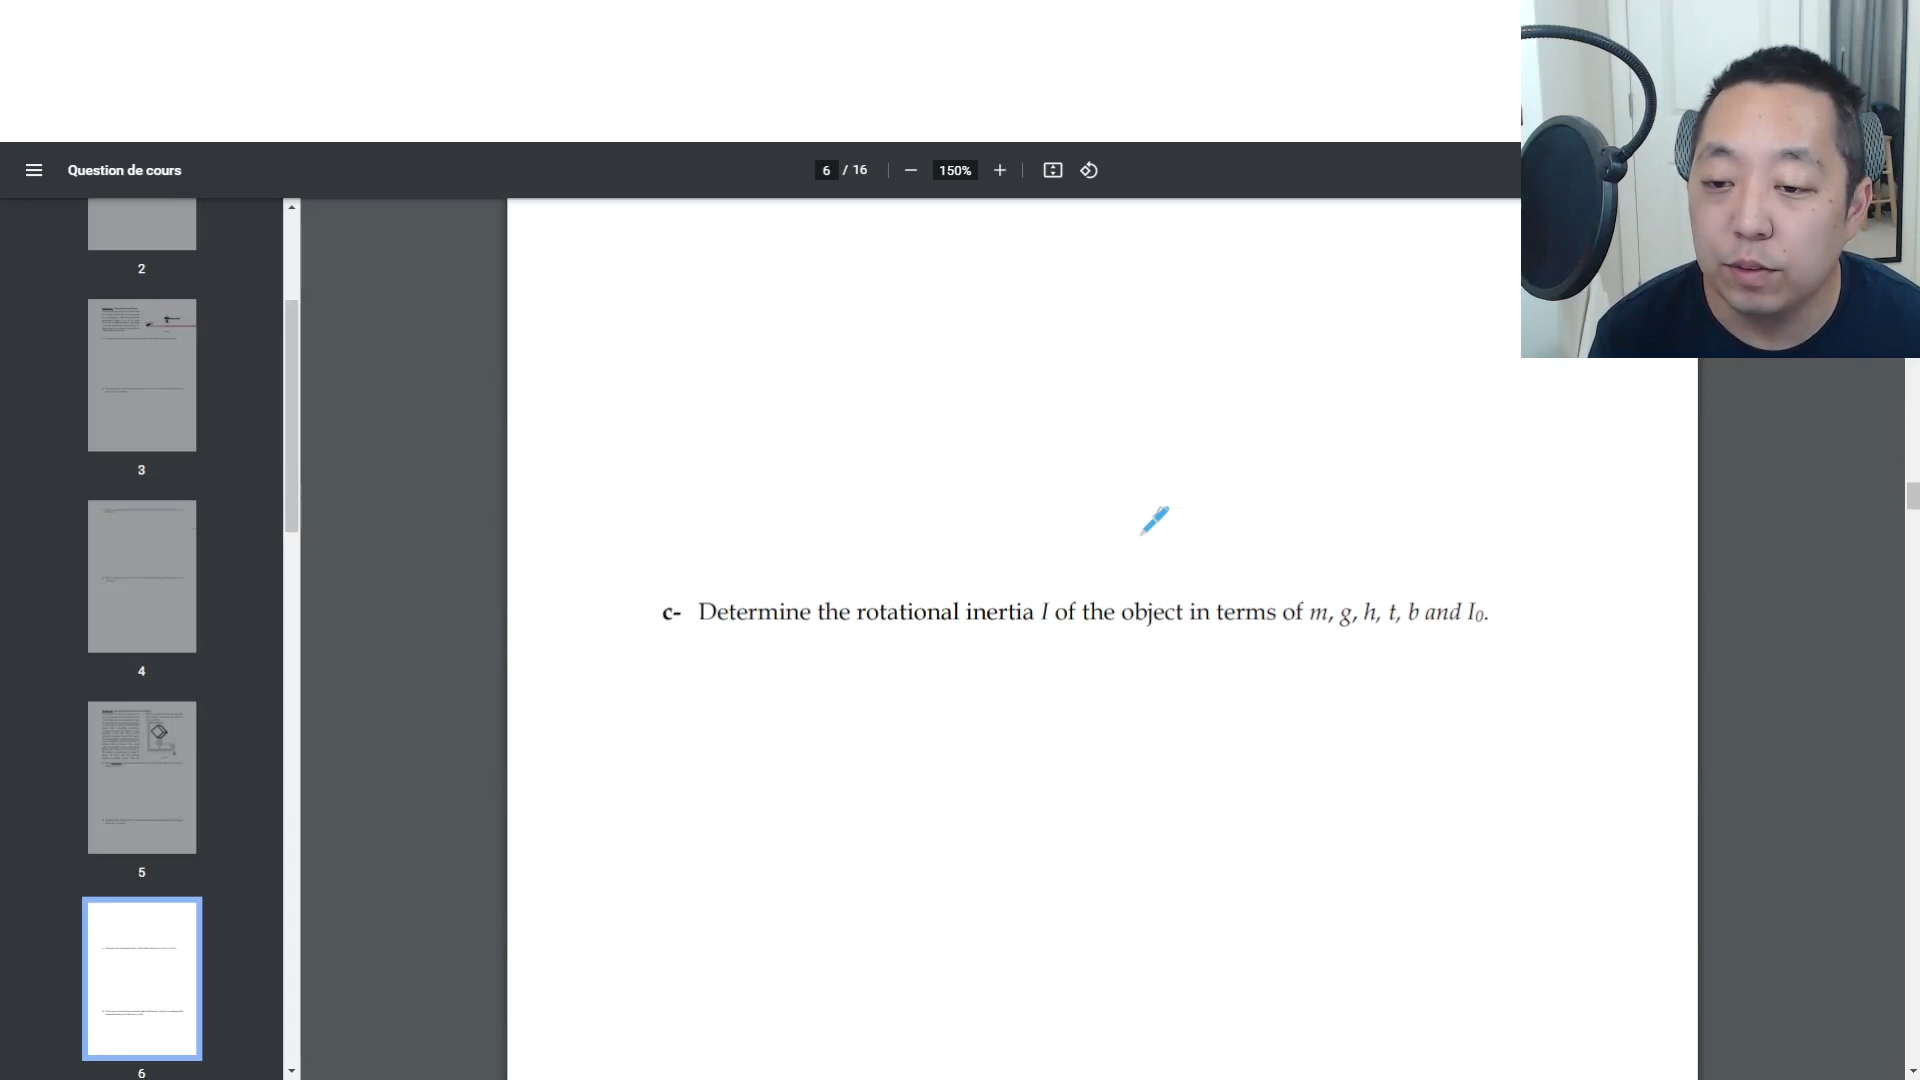 Question de cours
6 / 16
150%
2
3
4
5
6
c- Determine the rotational inertia I of the object in terms of m, g, h, t, b and I₀.